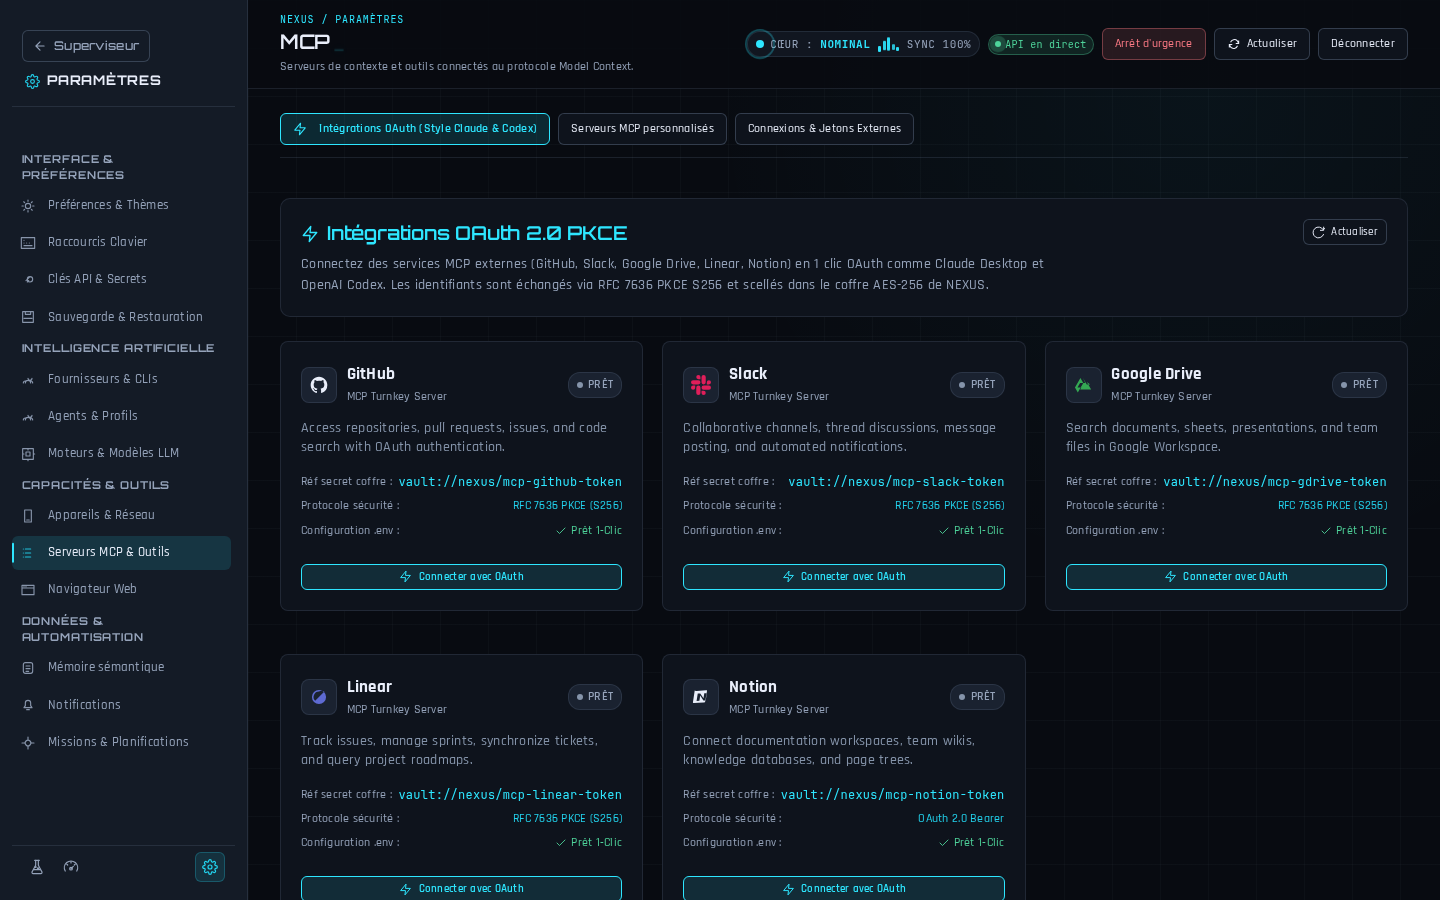 Superviseur
PARAMÈTRES
INTERFACE &
PRÉFÉRENCES
Préférences & Thèmes
Raccourcis Clavier
Clés API & Secrets
Sauvegarde & Restauration
INTELLIGENCE ARTIFICIELLE
Fournisseurs & CLIs
Agents & Profils
Moteurs & Modèles LLM
CAPACITÉS & OUTILS
Appareils & Réseau
Serveurs MCP & Outils
Navigateur Web
DONNÉES &
AUTOMATISATION
Mémoire sémantique
Notifications
Missions & Planifications
NEXUS / PARAMÈTRES
MCP_
Serveurs de contexte et outils connectés au protocole Model Context.
CŒUR : NOMINAL SYNC 100%
API en direct
Arrêt d'urgence
Actualiser
Déconnecter
Intégrations OAuth (Style Claude & Codex)
Serveurs MCP personnalisés
Connexions & Jetons Externes
Intégrations OAuth 2.0 PKCE
Actualiser
Connectez des services MCP externes (GitHub, Slack, Google Drive, Linear, Notion) en 1 clic OAuth comme Claude Desktop et
OpenAI Codex. Les identifiants sont échangés via RFC 7636 PKCE S256 et scellés dans le coffre AES-256 de NEXUS.
GitHub
MCP Turnkey Server
PRÊT
Access repositories, pull requests, issues, and code
search with OAuth authentication.
Réf secret coffre : vault://nexus/mcp-github-token
Protocole sécurité : RFC 7636 PKCE (S256)
Configuration .env : Prêt 1-Clic
Connecter avec OAuth
Slack
MCP Turnkey Server
PRÊT
Collaborative channels, thread discussions, message
posting, and automated notifications.
Réf secret coffre : vault://nexus/mcp-slack-token
Protocole sécurité : RFC 7636 PKCE (S256)
Configuration .env : Prêt 1-Clic
Connecter avec OAuth
Google Drive
MCP Turnkey Server
PRÊT
Search documents, sheets, presentations, and team
files in Google Workspace.
Réf secret coffre : vault://nexus/mcp-gdrive-token
Protocole sécurité : RFC 7636 PKCE (S256)
Configuration .env : Prêt 1-Clic
Connecter avec OAuth
Linear
MCP Turnkey Server
PRÊT
Track issues, manage sprints, synchronize tickets,
and query project roadmaps.
Réf secret coffre : vault://nexus/mcp-linear-token
Protocole sécurité : RFC 7636 PKCE (S256)
Configuration .env : Prêt 1-Clic
Connecter avec OAuth
Notion
MCP Turnkey Server
PRÊT
Connect documentation workspaces, team wikis,
knowledge databases, and page trees.
Réf secret coffre : vault://nexus/mcp-notion-token
Protocole sécurité : OAuth 2.0 Bearer
Configuration .env : Prêt 1-Clic
Connecter avec OAuth